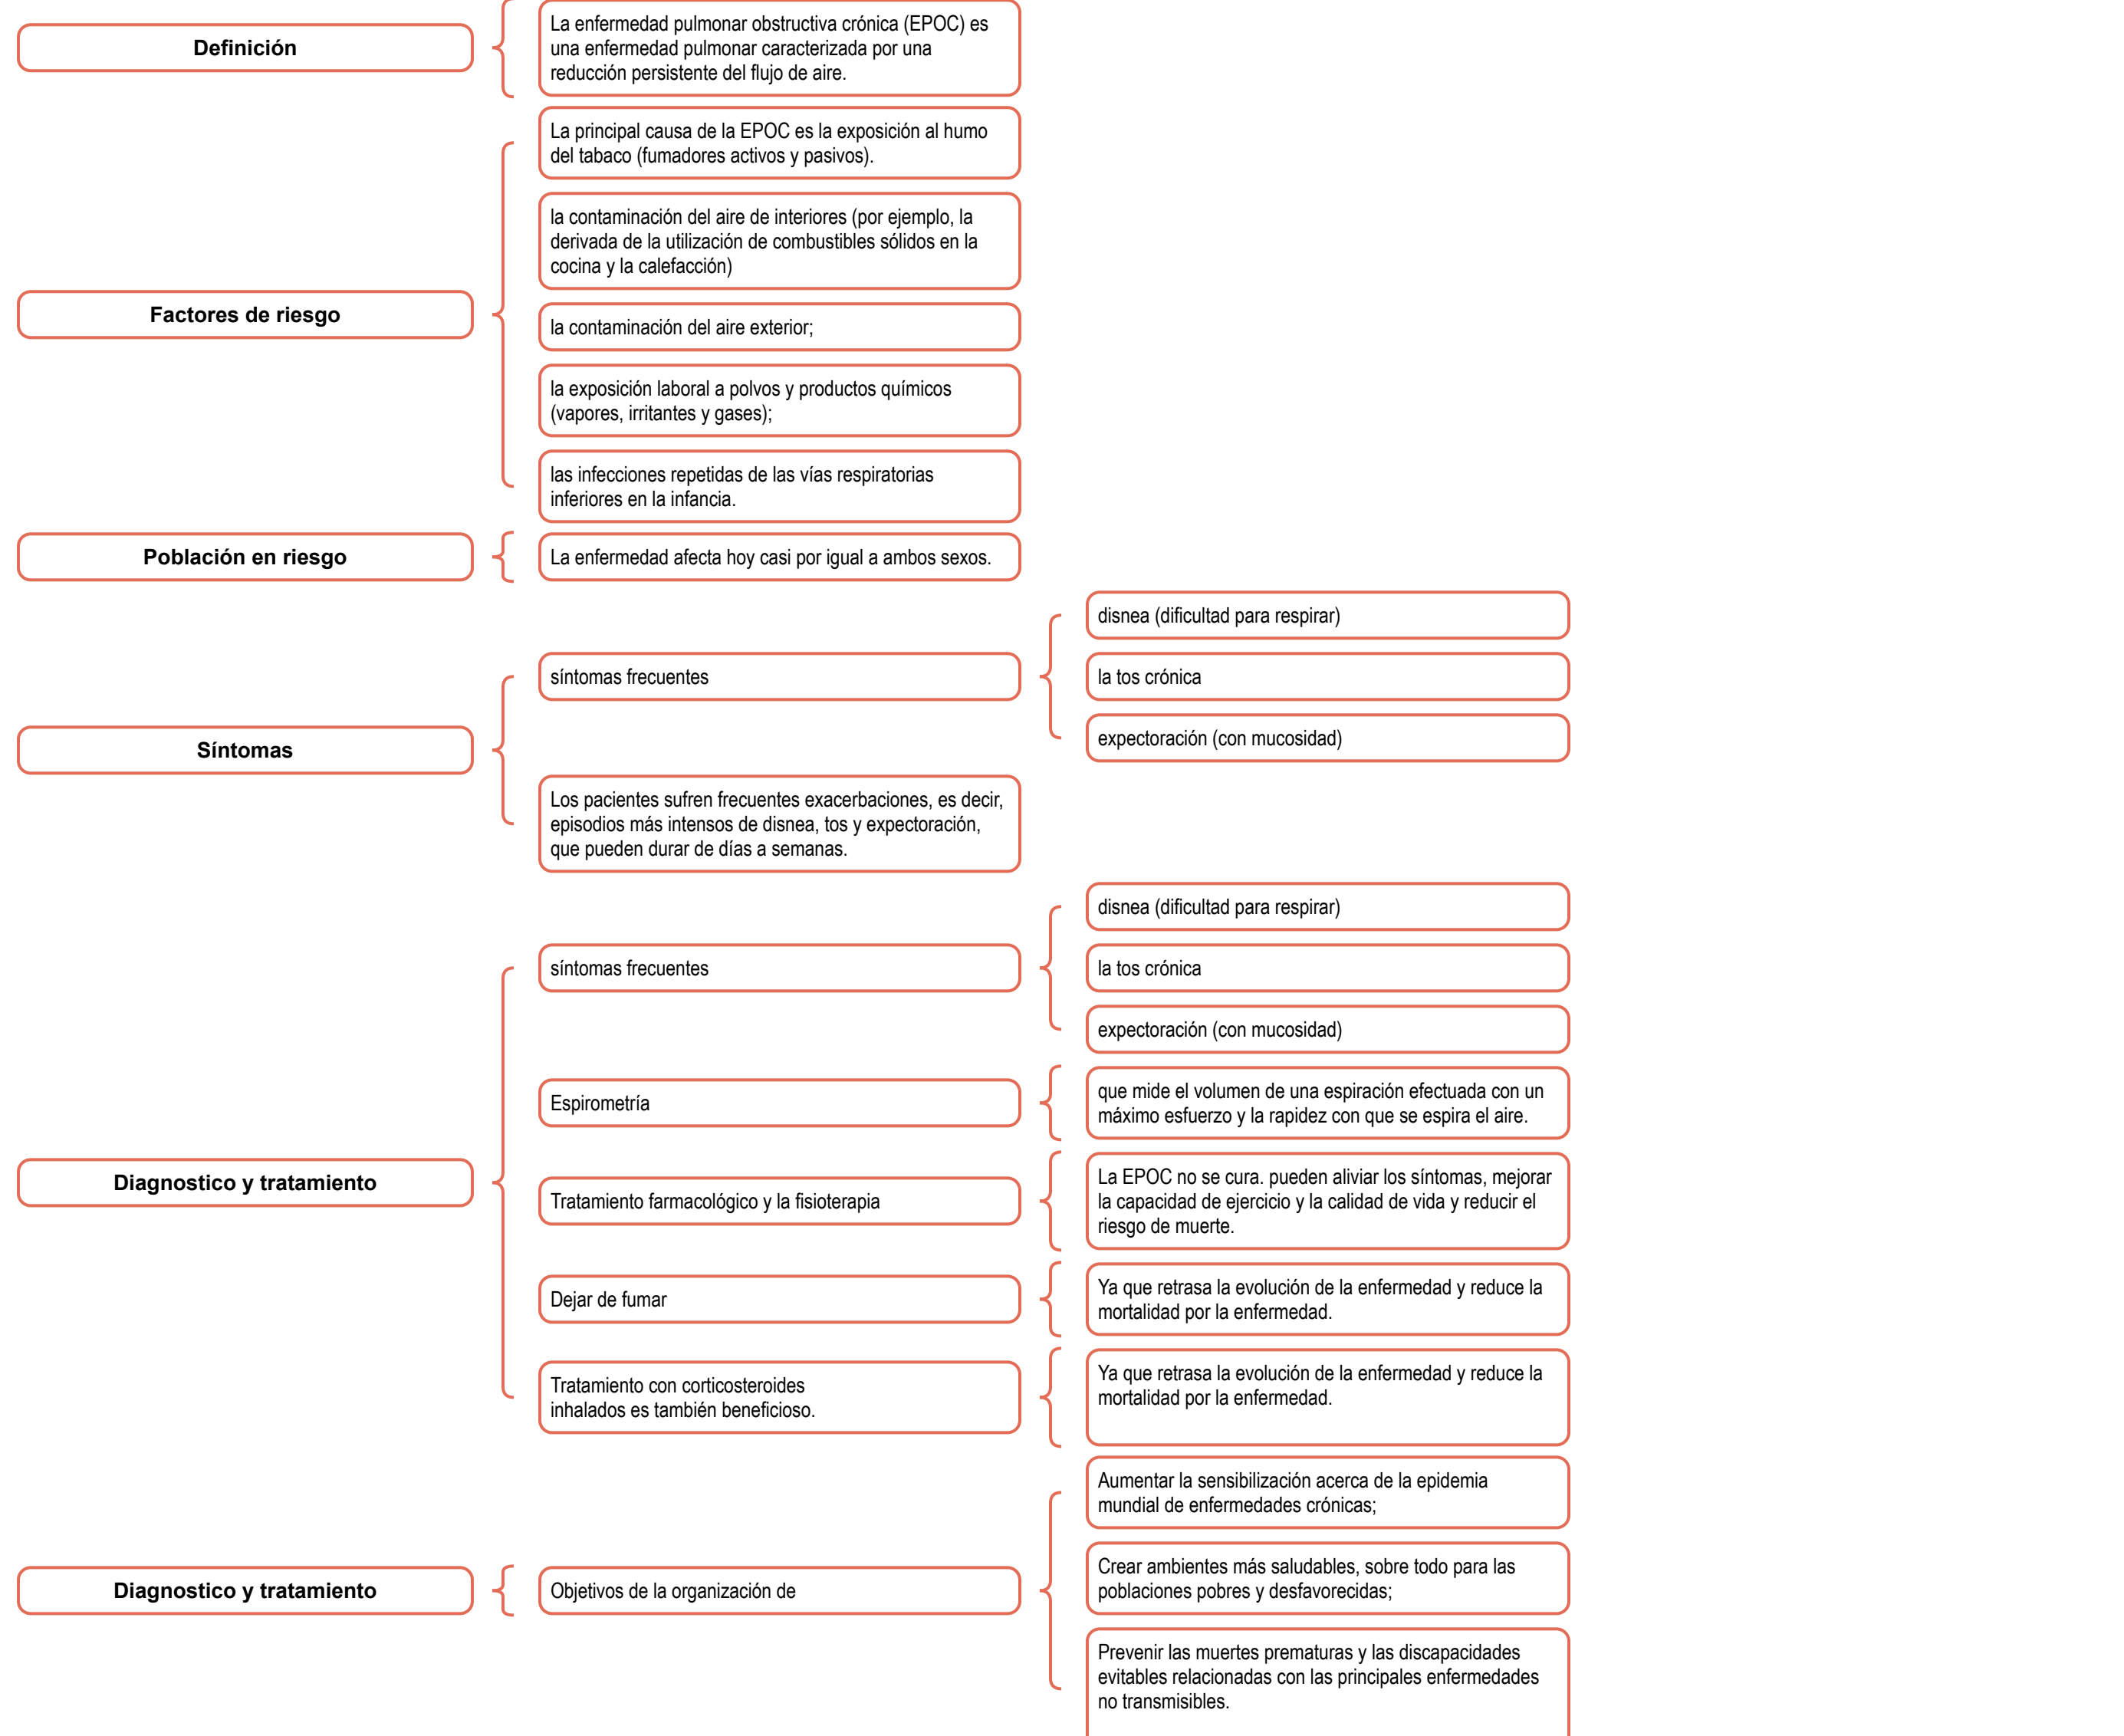 Definición
La enfermedad pulmonar obstructiva crónica (EPOC) es
una enfermedad pulmonar caracterizada por una
reducción persistente del flujo de aire.
Factores de riesgo
La principal causa de la EPOC es la exposición al humo
del tabaco (fumadores activos y pasivos).
la contaminación del aire de interiores (por ejemplo, la
derivada de la utilización de combustibles sólidos en la
cocina y la calefacción)
la contaminación del aire exterior;
la exposición laboral a polvos y productos químicos
(vapores, irritantes y gases);
las infecciones repetidas de las vías respiratorias
inferiores en la infancia.
Población en riesgo
La enfermedad afecta hoy casi por igual a ambos sexos.
Síntomas
síntomas frecuentes
disnea (dificultad para respirar)
la tos crónica
expectoración (con mucosidad)
Los pacientes sufren frecuentes exacerbaciones, es decir,
episodios más intensos de disnea, tos y expectoración,
que pueden durar de días a semanas.
Diagnostico y tratamiento
síntomas frecuentes
disnea (dificultad para respirar)
la tos crónica
expectoración (con mucosidad)
Espirometría
que mide el volumen de una espiración efectuada con un
máximo esfuerzo y la rapidez con que se espira el aire.
Tratamiento farmacológico y la fisioterapia
La EPOC no se cura. pueden aliviar los síntomas, mejorar
la capacidad de ejercicio y la calidad de vida y reducir el
riesgo de muerte.
Dejar de fumar
Ya que retrasa la evolución de la enfermedad y reduce la
mortalidad por la enfermedad.
Tratamiento con corticosteroides
inhalados es también beneficioso.
Ya que retrasa la evolución de la enfermedad y reduce la
mortalidad por la enfermedad.
Diagnostico y tratamiento
Objetivos de la organización de
Aumentar la sensibilización acerca de la epidemia
mundial de enfermedades crónicas;
Crear ambientes más saludables, sobre todo para las
poblaciones pobres y desfavorecidas;
Prevenir las muertes prematuras y las discapacidades
evitables relacionadas con las principales enfermedades
no transmisibles.